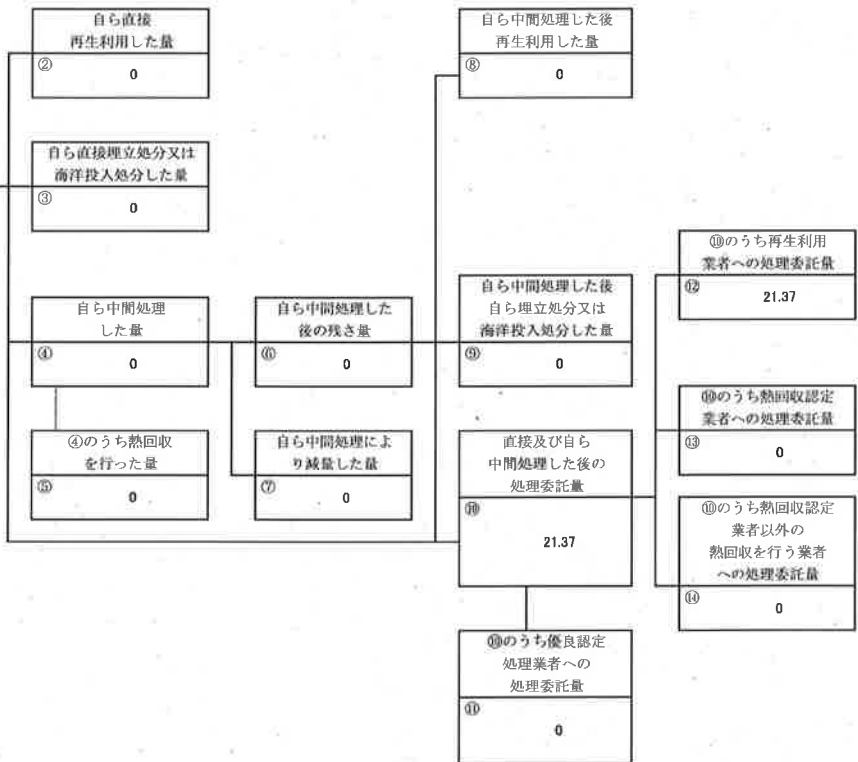 自ら直接
再生利用した量
②
0
自ら中間処理した後
再生利用した量
⑧
0
自ら直接埋立処分又は
海洋投入処分した量
③
0
⑩のうち再生利用
業者への処理委託量
⑫
21.37
自ら中間処理
した量
④
0
自ら中間処理した
後の残さ量
⑥
0
自ら中間処理した後
自ら埋立処分又は
海洋投入処分した量
⑨
0
⑩のうち熱回収認定
業者への処理委託量
⑬
0
④のうち熱回収
を行った量
⑤
0
自ら中間処理によ
り減量した量
⑦
0
直接及び自ら
中間処理した後の
処理委託量
⑩
21.37
⑩のうち熱回収認定
業者以外の
熱回収を行う業者
への処理委託量
⑭
0
⑩のうち優良認定
処理業者への
処理委託量
⑪
0